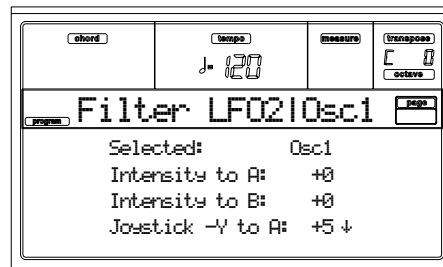 chord tempo measure transpose
♩= 120 C 0
octave
Filter LFO2|Osc1 page
program
Selected: Osc1
Intensity to A: +0
Intensity to B: +0
Joystick -Y to A: +5 ↓